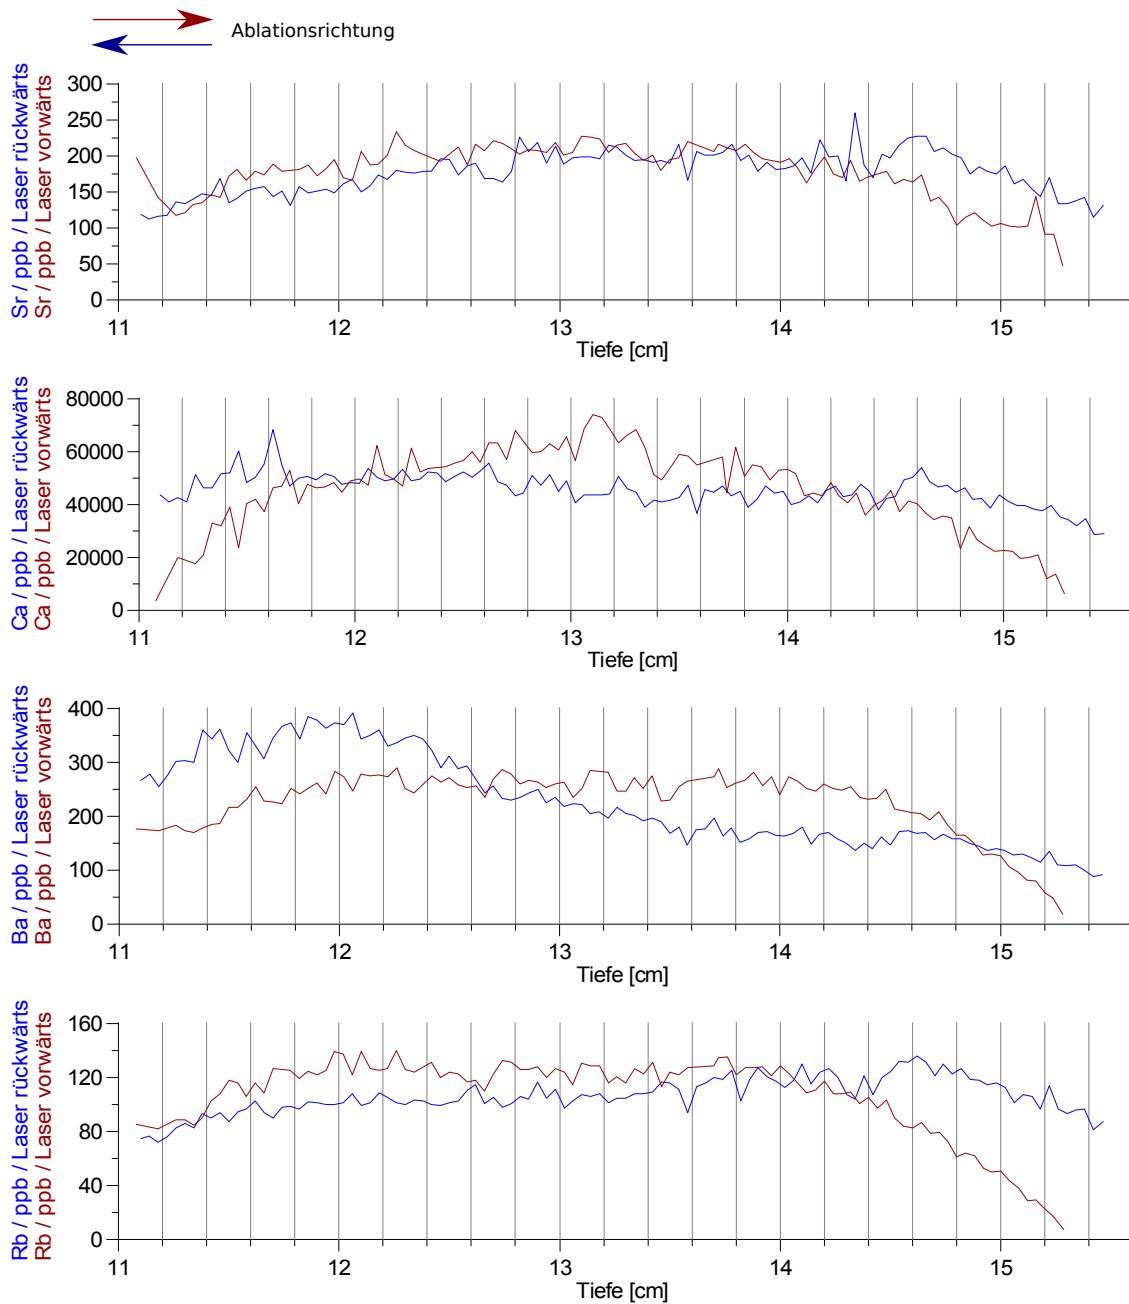 Ablationsrichtung
Sr / ppb / Laser rückwärts
Sr / ppb / Laser vorwärts
300
250
200
150
100
50
0
11 12 13 14 15
Tiefe [cm]
Ca / ppb / Laser rückwärts
Ca / ppb / Laser vorwärts
80000
60000
40000
20000
0
11 12 13 14 15
Tiefe [cm]
Ba / ppb / Laser rückwärts
Ba / ppb / Laser vorwärts
400
300
200
100
0
11 12 13 14 15
Tiefe [cm]
Rb / ppb / Laser rückwärts
Rb / ppb / Laser vorwärts
160
120
80
40
0
11 12 13 14 15
Tiefe [cm]